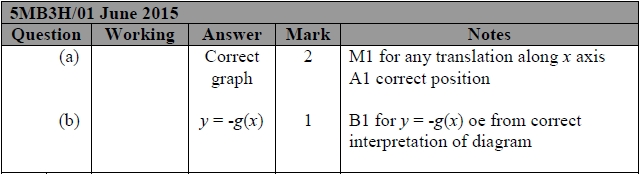 5MB3H/01 June 2015
Question Working Answer Mark Notes
(a) Correct 2 M1 for any translation along x axis
graph A1 correct position
(b) y = -g(x) 1 B1 for y = -g(x) oe from correct
interpretation of diagram